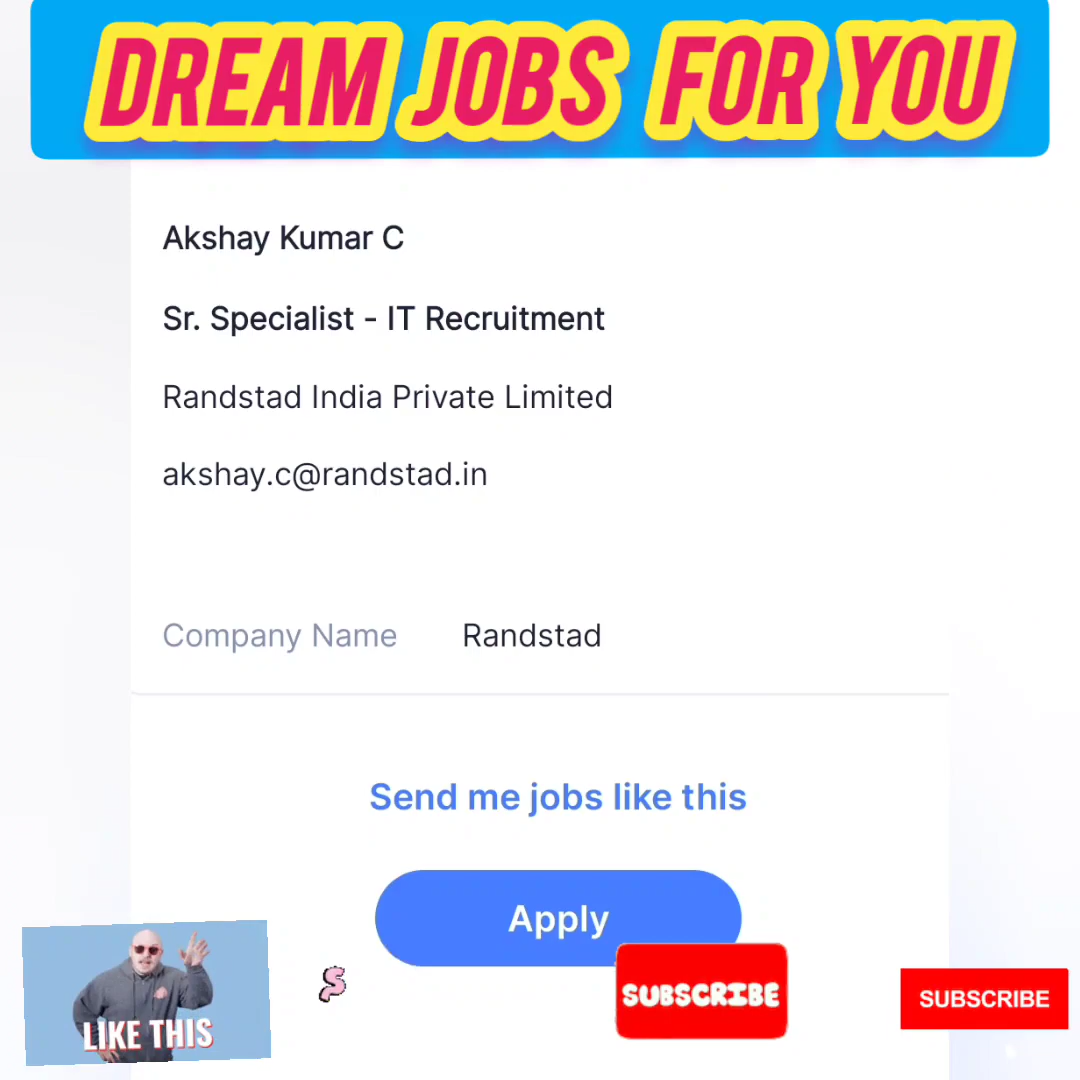 DREAM JOBS FOR YOU
Akshay Kumar C
Sr. Specialist - IT Recruitment
Randstad India Private Limited
akshay.c@randstad.in
Company Name Randstad
Send me jobs like this
Apply
LIKE THIS
S
SUBSCRIBE
SUBSCRIBE